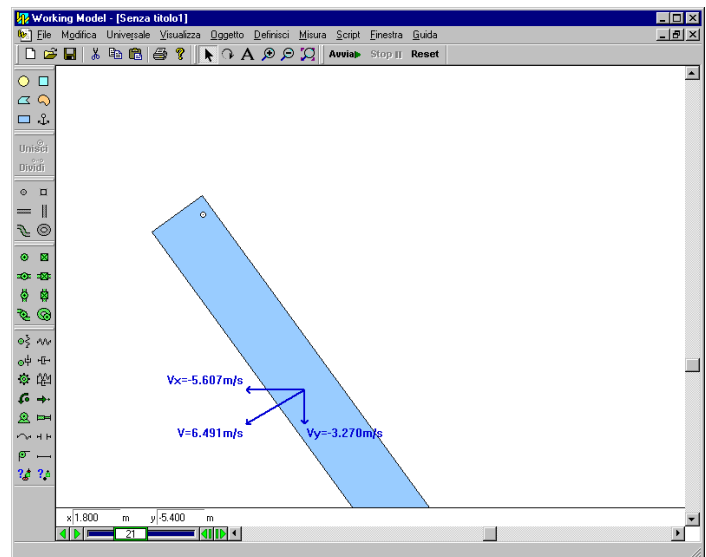 Working Model - [Senza titolo1]
File Modifica Universale Visualizza Oggetto Definisci Misura Script Finestra Guida
A Avvia Stop Reset
Unisci
Dividi
Vx=-5.607m/s
V=6.491m/s
Vy=-3.270m/s
x 1.800 m y -5.400 m
21